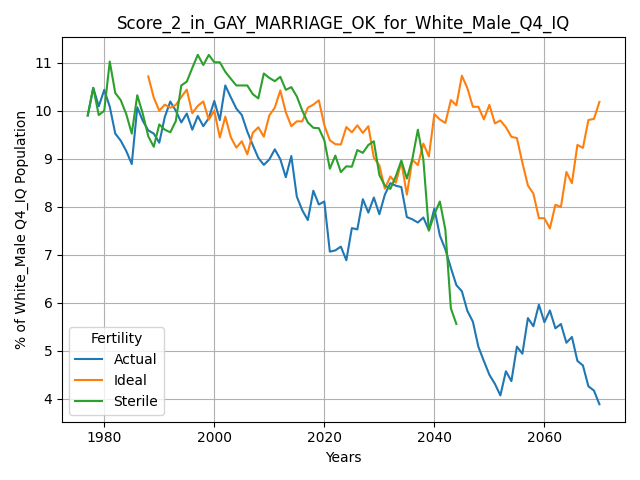 Score_2_in_GAY_MARRIAGE_OK_for_White_Male_Q4_IQ
% of White_Male Q4_IQ Population
11
10
9
8
7
6
5
4
Fertility
Actual
Ideal
Sterile
1980
2000
2020
2040
2060
Years